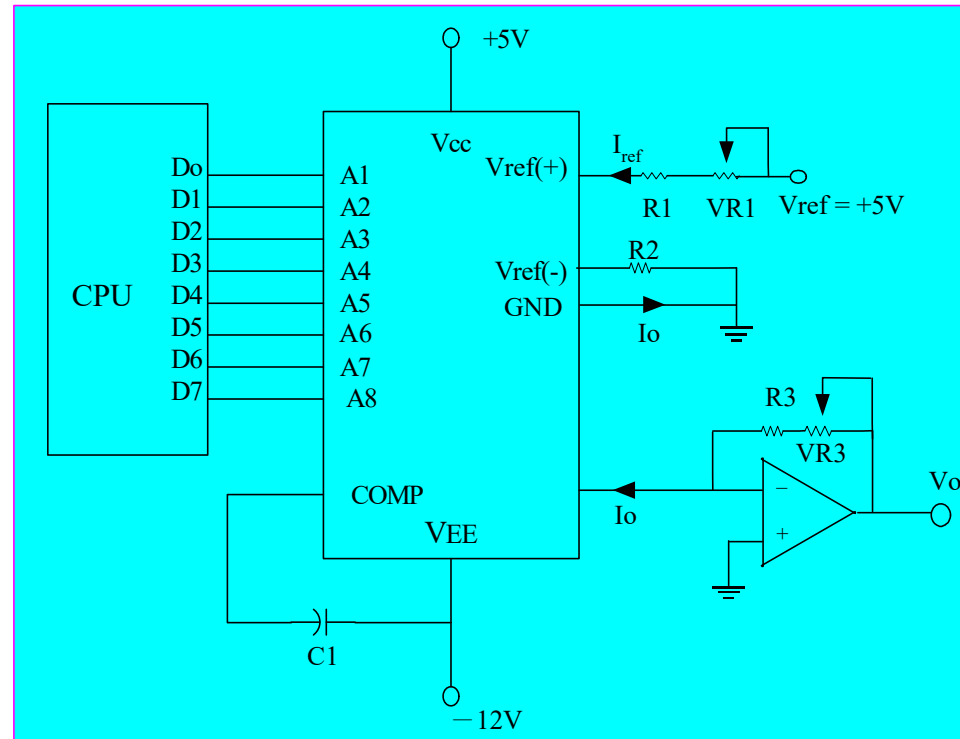 +5V
CPU
Do
D1
D2
D3
D4
D5
D6
D7
A1
A2
A3
A4
A5
A6
A7
A8
Vcc
Vref(+)
Vref(-)
GND
COMP
VEE
Iref
R1
VR1
Vref = +5V
R2
Io
R3
VR3
Io
−
+
Vo
C1
－12V